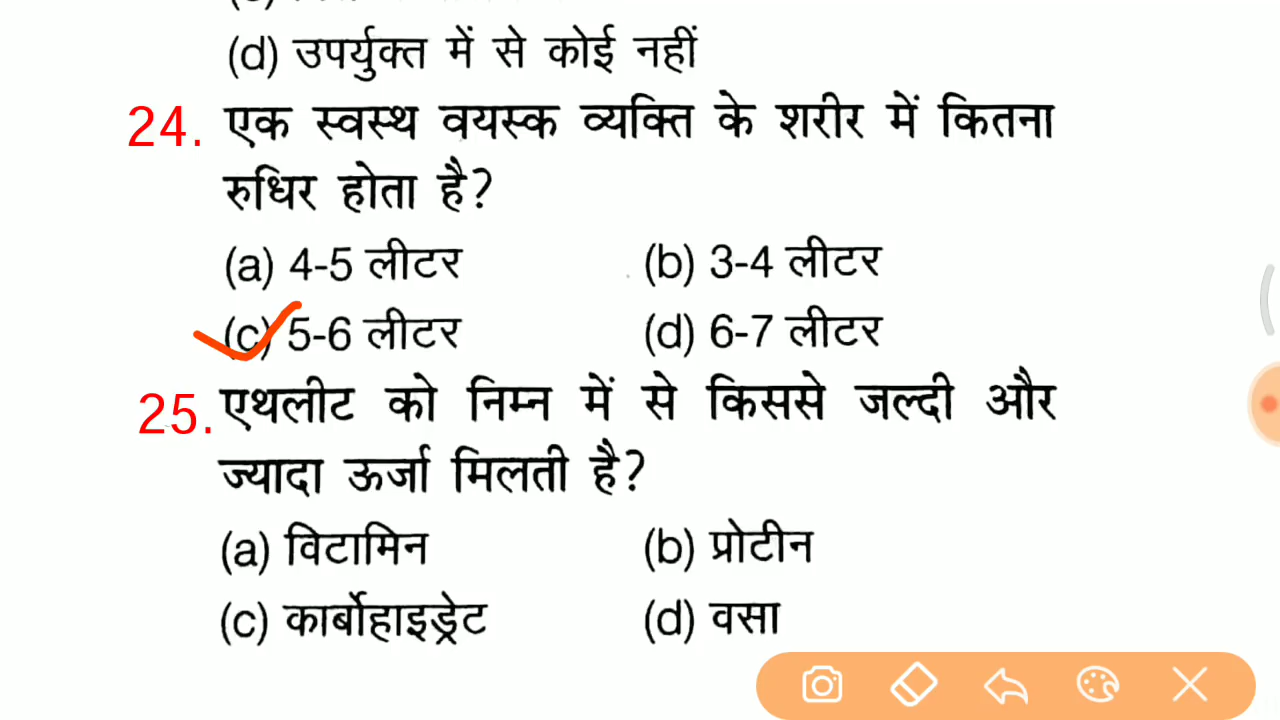 (d) उपर्युक्त में से कोई नहीं
24. एक स्वस्थ वयस्क व्यक्ति के शरीर में कितना
रुधिर होता है?
(a) 4-5 लीटर (b) 3-4 लीटर
(c) 5-6 लीटर (d) 6-7 लीटर
25. एथलीट को निम्न में से किससे जल्दी और
ज्यादा ऊर्जा मिलती है?
(a) विटामिन (b) प्रोटीन
(c) कार्बोहाइड्रेट (d) वसा